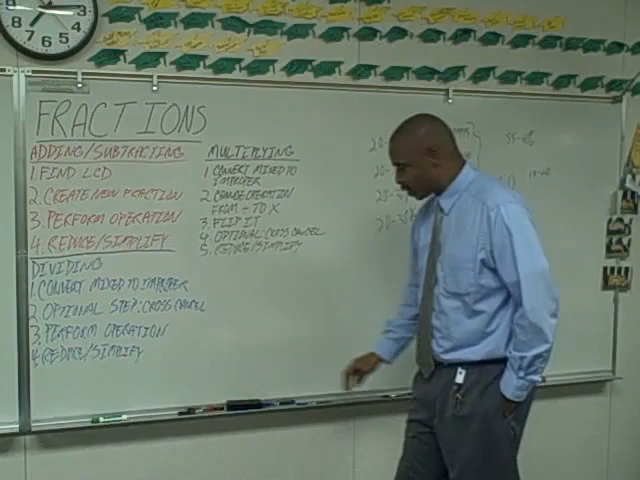 FRACTIONS
ADDING/SUBTRACTING
1. FIND LCD
2. CREATE NEW FRACTION
3. PERFORM OPERATION
4. REDUCE/SIMPLIFY
DIVIDING
1. CONVERT MIXED TO IMPROPER
2. OPTIONAL STEP: CROSS CANCEL
3. PERFORM OPERATION
4. REDUCE/SIMPLIFY
MULTIPLYING
1. CONVERT MIXED TO
IMPROPER
2. CHANGE OPERATION
FROM ÷ TO X
3. FLIP IT
4. OPTIONAL: CROSS CANCEL
5. REDUCE/SIMPLIFY